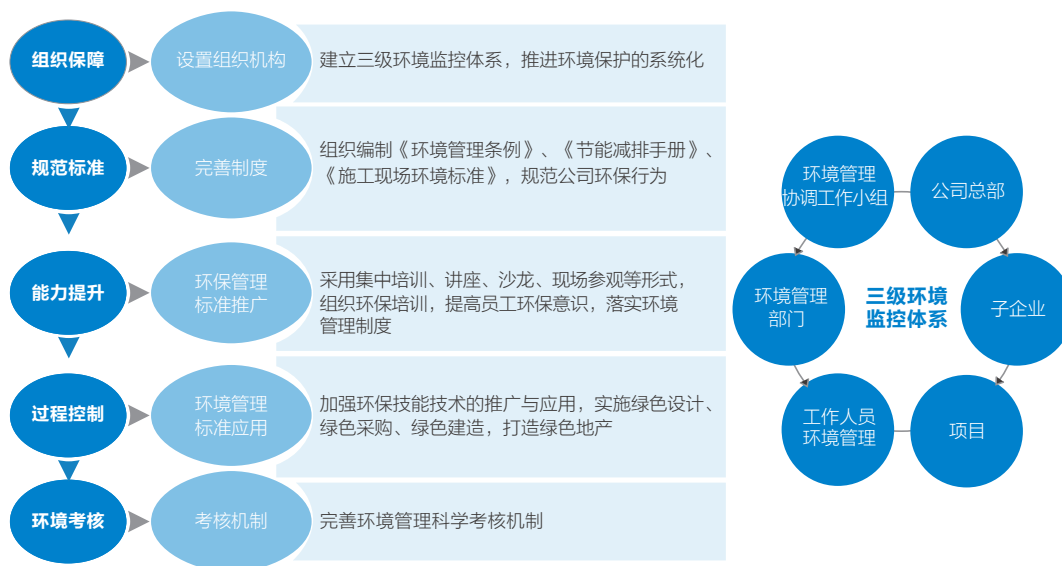 组织保障
设置组织机构
建立三级环境监控体系，推进环境保护的系统化
规范标准
完善制度
组织编制《环境管理条例》、《节能减排手册》、
《施工现场环境标准》，规范公司环保行为
能力提升
环保管理
标准推广
采用集中培训、讲座、沙龙、现场参观等形式，
组织环保培训，提高员工环保意识，落实环境
管理制度
过程控制
环境管理
标准应用
加强环保技能技术的推广与应用，实施绿色设计、
绿色采购、绿色建造，打造绿色地产
环境考核
考核机制
完善环境管理科学考核机制
环境管理
协调工作小组
公司总部
环境管理
部门
三级环境
监控体系
子企业
工作人员
环境管理
项目